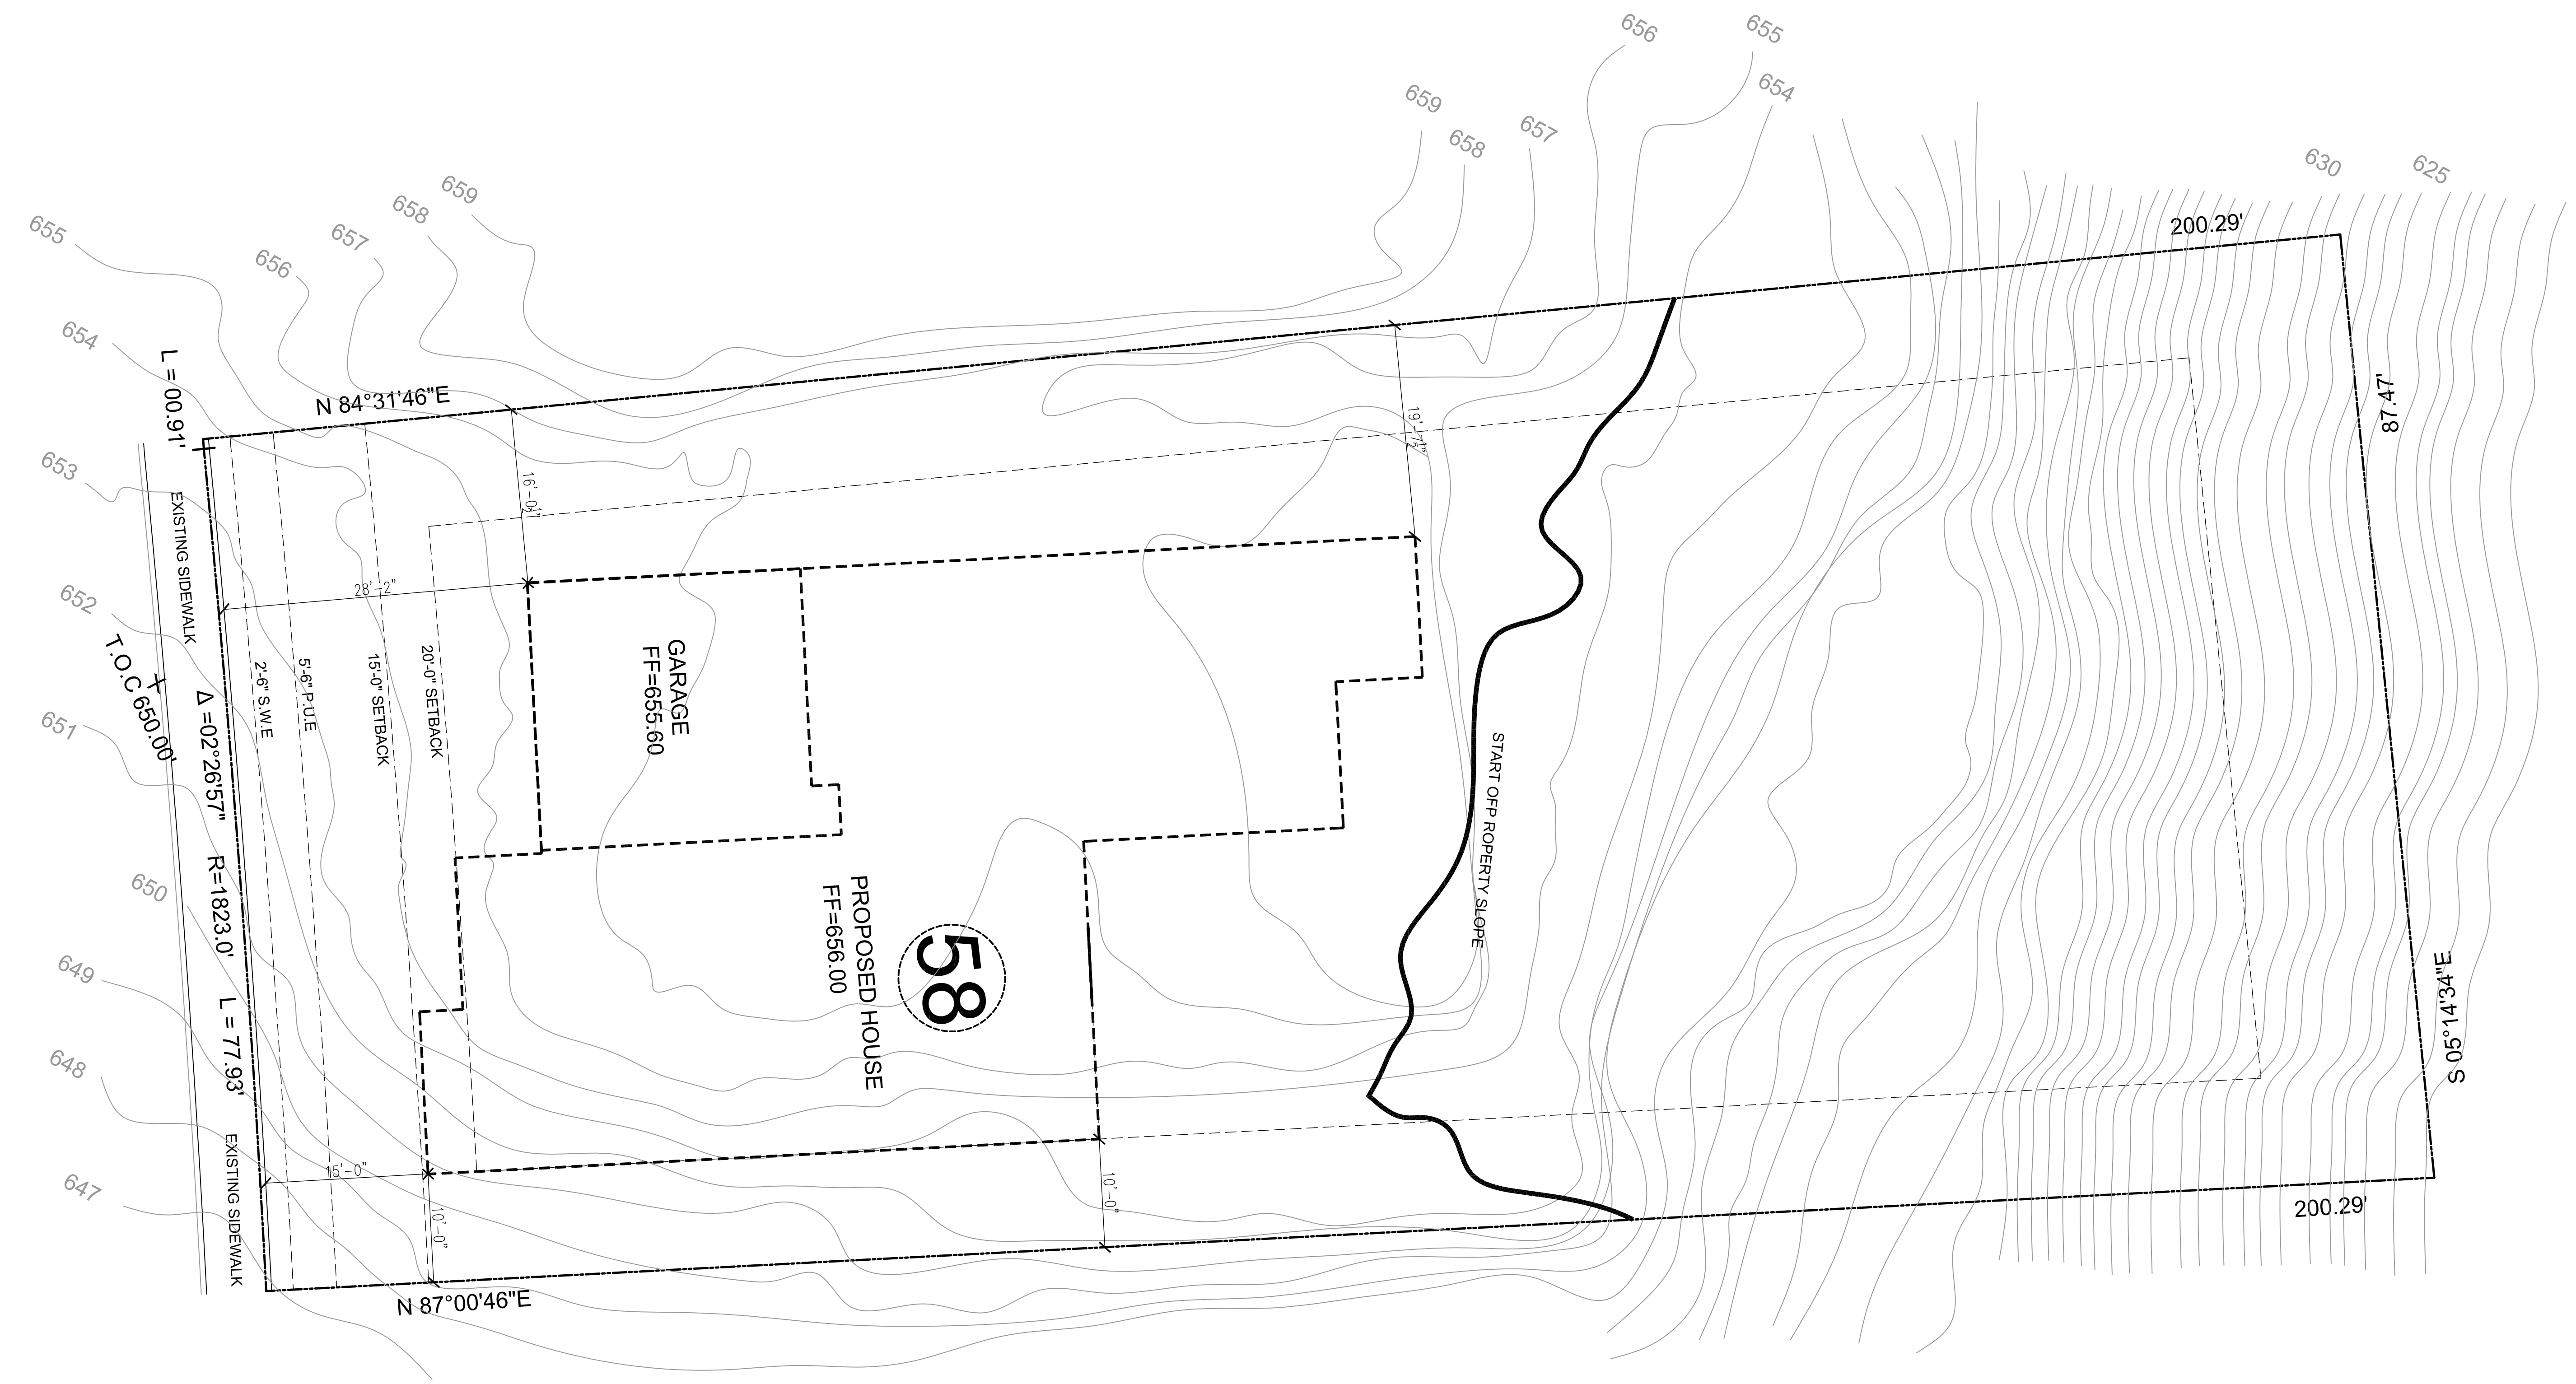 656
655
654
659
658
657
630
625
200.29'
659
658
657
656
655
654
653
652
651
650
649
648
647
L = 00.91'
N 84°31'46"E
EXISTING SIDEWALK
T.O.C 650.00'
Δ =02°26'57"
R=1823.0'
L = 77.93'
EXISTING SIDEWALK
2'-6" S.W.E
5'-6" P.U.E
15'-0" SETBACK
20'-0" SETBACK
28'-2"
16'-0½"
19'-7½"
GARAGE
FF=655.60
PROPOSED HOUSE
FF=656.00
58
START OFP ROPERTY SLOPE
15'-0"
10'-0"
10'-0"
N 87°00'46"E
87.47'
S 05°14'34"E
200.29'